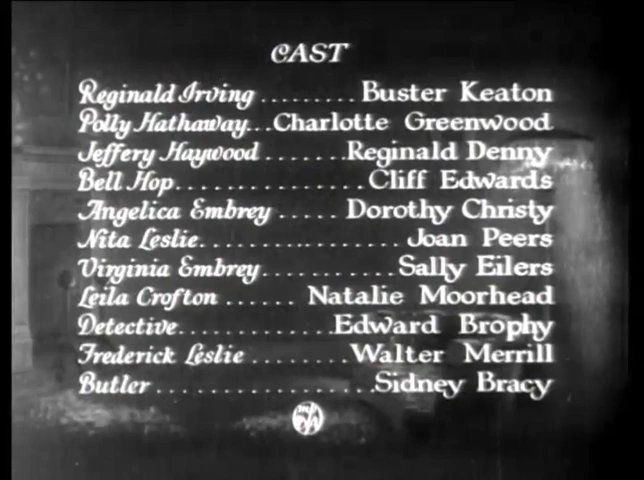 CAST
Reginald Irving ......... Buster Keaton
Polly Hathaway...Charlotte Greenwood
Jeffery Haywood .......Reginald Denny
Bell Hop.................Cliff Edwards
Angelica Embrey ..... Dorothy Christy
Nita Leslie...................Joan Peers
Virginia Embrey...........Sally Eilers
Leila Crofton ...... Natalie Moorhead
Detective.............Edward Brophy
Frederick Leslie ........Walter Merrill
Butler ..................Sidney Bracy